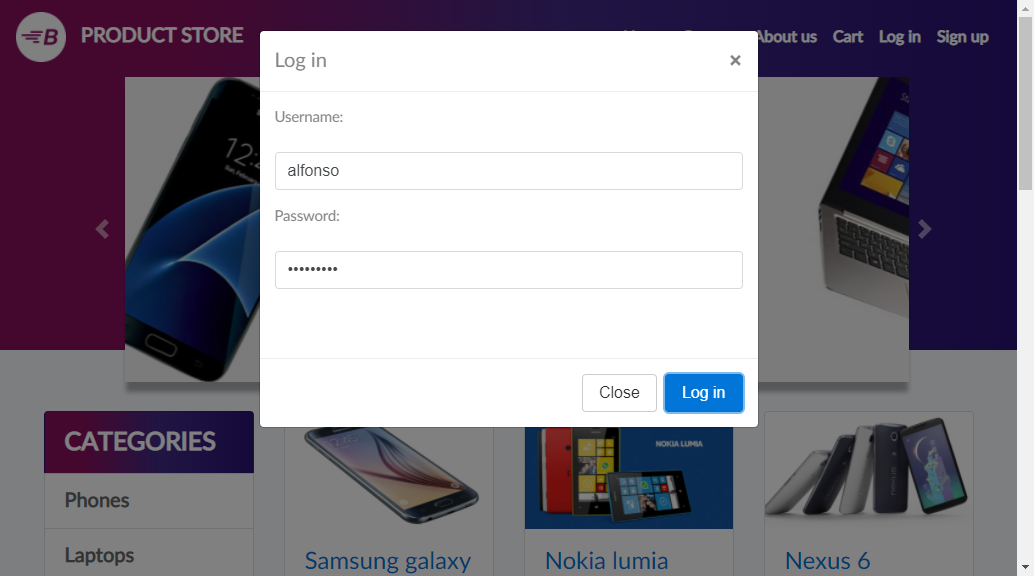 PRODUCT STORE
About us
Cart
Log in
Sign up
Log in
×
Username:
alfonso
Password:
•••••••••
Close
Log in
12:
CATEGORIES
Phones
Laptops
NOKIA LUMIA
Samsung galaxy
Nokia lumia
Nexus 6